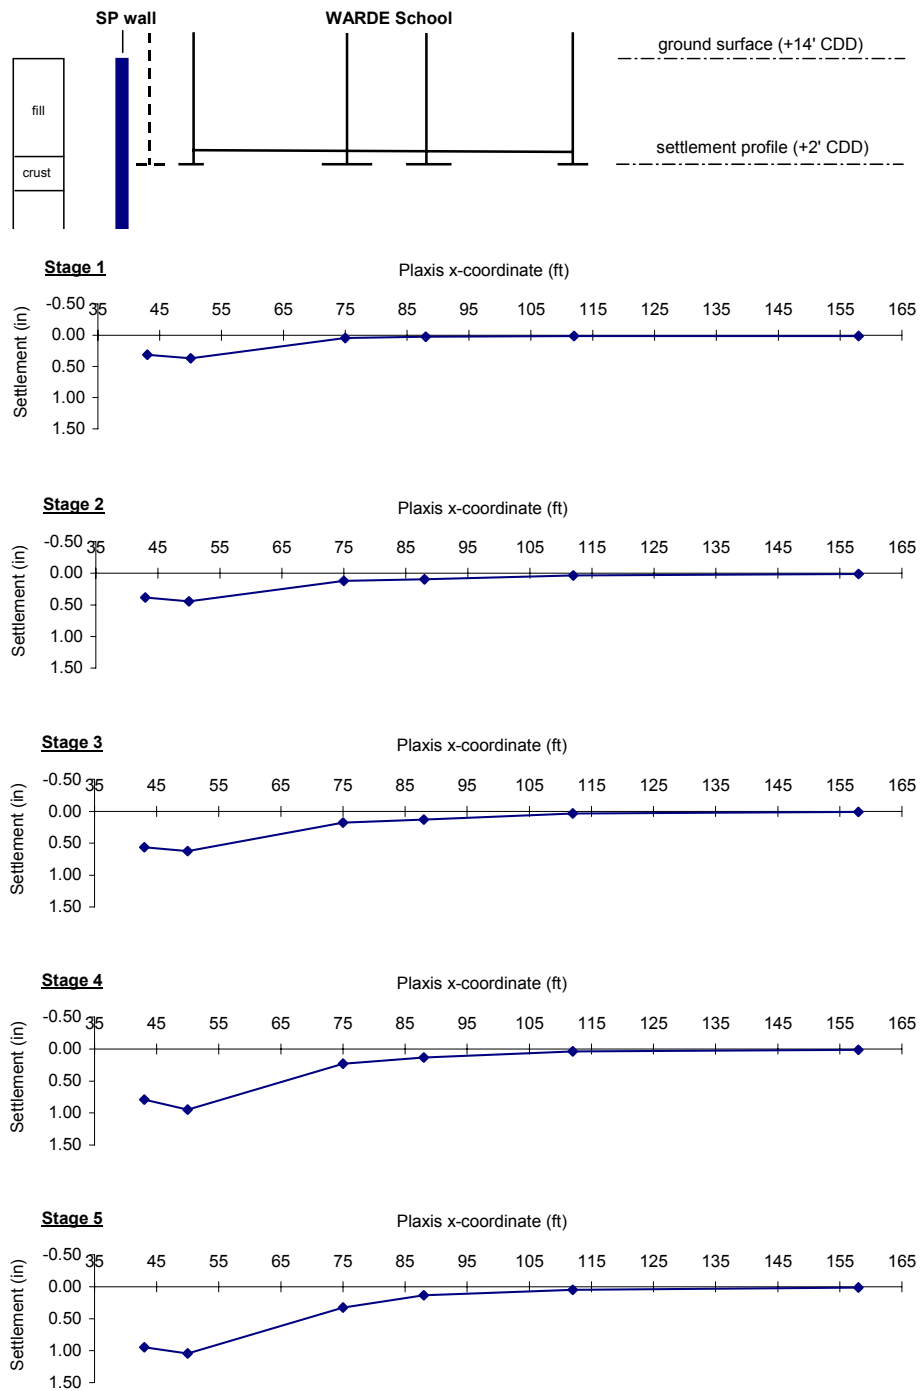 SP wall
WARDE School
ground surface (+14' CDD)
fill
settlement profile (+2' CDD)
crust
Stage 1
Plaxis x-coordinate (ft)
-0.50
35 45 55 65 75 85 95 105 115 125 135 145 155 165
0.00
0.50
1.00
1.50
Settlement (in)
Stage 2
Plaxis x-coordinate (ft)
-0.50
35 45 55 65 75 85 95 105 115 125 135 145 155 165
0.00
0.50
1.00
1.50
Settlement (in)
Stage 3
Plaxis x-coordinate (ft)
-0.50
35 45 55 65 75 85 95 105 115 125 135 145 155 165
0.00
0.50
1.00
1.50
Settlement (in)
Stage 4
Plaxis x-coordinate (ft)
-0.50
35 45 55 65 75 85 95 105 115 125 135 145 155 165
0.00
0.50
1.00
1.50
Settlement (in)
Stage 5
Plaxis x-coordinate (ft)
-0.50
35 45 55 65 75 85 95 105 115 125 135 145 155 165
0.00
0.50
1.00
1.50
Settlement (in)